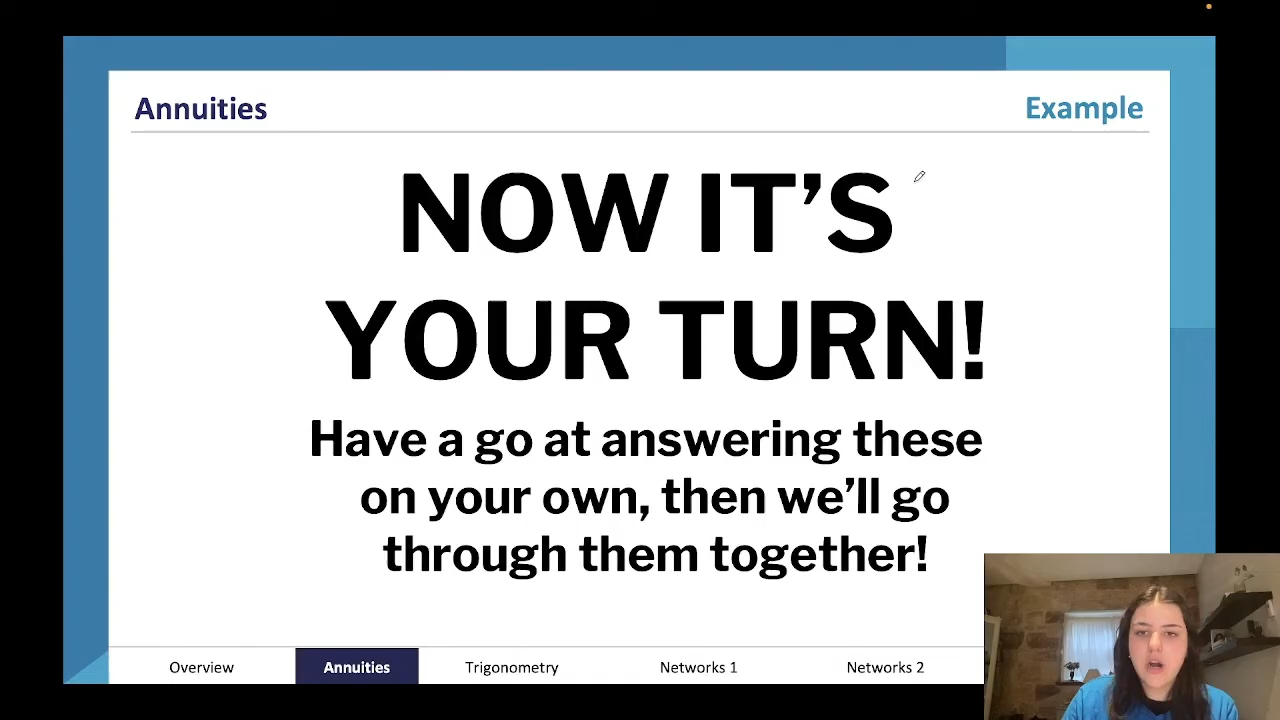 Annuities
Example
NOW IT’S
YOUR TURN!
Have a go at answering these
on your own, then we’ll go
through them together!
Overview
Annuities
Trigonometry
Networks 1
Networks 2